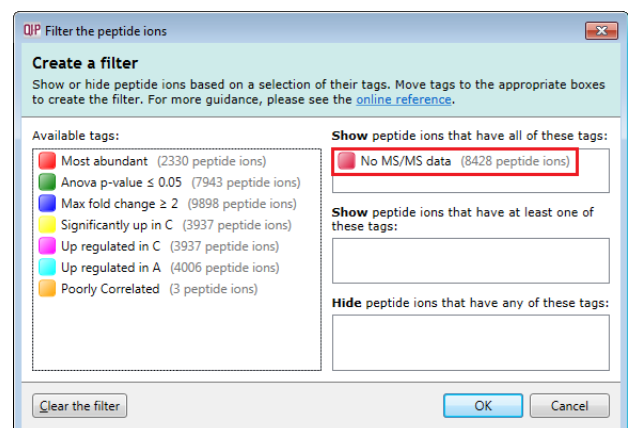 QIP Filter the peptide ions
Create a filter
Show or hide peptide ions based on a selection of their tags. Move tags to the appropriate boxes
to create the filter. For more guidance, please see the online reference.
Available tags:
Most abundant (2330 peptide ions)
Anova p-value ≤ 0.05 (7943 peptide ions)
Max fold change ≥ 2 (9898 peptide ions)
Significantly up in C (3937 peptide ions)
Up regulated in C (3937 peptide ions)
Up regulated in A (4006 peptide ions)
Poorly Correlated (3 peptide ions)
Show peptide ions that have all of these tags:
No MS/MS data (8428 peptide ions)
Show peptide ions that have at least one of
these tags:
Hide peptide ions that have any of these tags:
Clear the filter
OK
Cancel